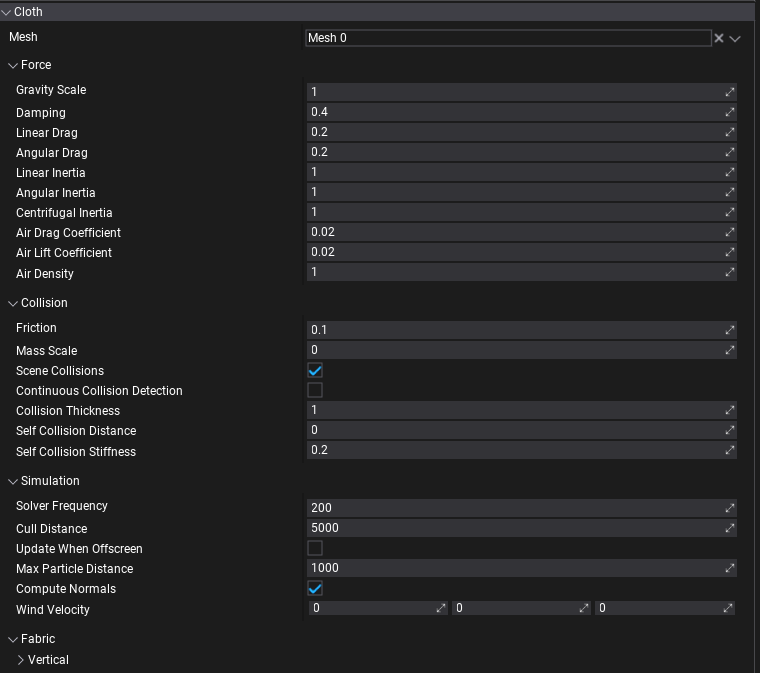 Cloth
Mesh Mesh 0
Force
Gravity Scale 1
Damping 0.4
Linear Drag 0.2
Angular Drag 0.2
Linear Inertia 1
Angular Inertia 1
Centrifugal Inertia 1
Air Drag Coefficient 0.02
Air Lift Coefficient 0.02
Air Density 1
Collision
Friction 0.1
Mass Scale 0
Scene Collisions
Continuous Collision Detection
Collision Thickness 1
Self Collision Distance 0
Self Collision Stiffness 0.2
Simulation
Solver Frequency 200
Cull Distance 5000
Update When Offscreen
Max Particle Distance 1000
Compute Normals
Wind Velocity 0 0 0
Fabric
Vertical